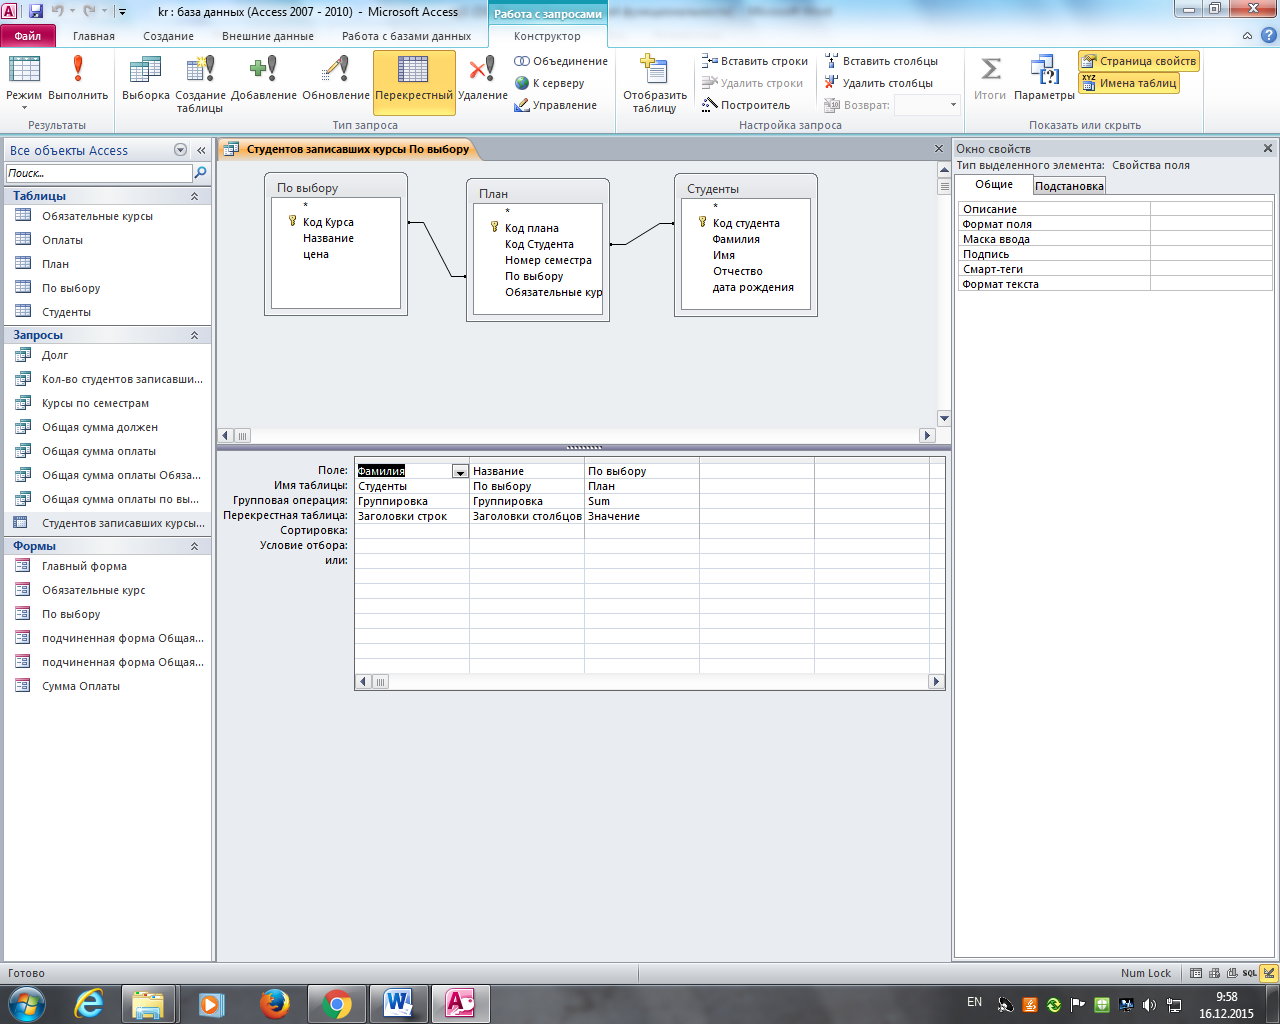 kr : база данных (Access 2007 - 2010) - Microsoft Access
Работа с запросами
Файл
Главная
Создание
Внешние данные
Работа с базами данных
Конструктор
Режим
Выполнить
Результаты
Выборка
Создание таблицы
Добавление
Обновление
Перекрестный
Удаление
Объединение
К серверу
Управление
Тип запроса
Отобразить таблицу
Вставить строки
Удалить строки
Построитель
Вставить столбцы
Удалить столбцы
Возврат:
Настройка запроса
Итоги
Параметры
Страница свойств
Имена таблиц
Показать или скрыть
Все объекты Access
Поиск...
Таблицы
Обязательные курсы
Оплаты
План
По выбору
Студенты
Запросы
Долг
Кол-во студентов записавши...
Курсы по семестрам
Общая сумма должен
Общая сумма оплаты
Общая сумма оплаты Обяза...
Общая сумма оплаты по вы...
Студентов записавших курсы...
Формы
Главный форма
Обязательные курс
По выбору
подчиненная форма Общая...
подчиненная форма Общая...
Сумма Оплаты
Студентов записавших курсы По выбору
По выбору
*
Код Курса
Название
цена
План
*
Код плана
Код Студента
Номер семестра
По выбору
Обязательные кур
Студенты
*
Код студента
Фамилия
Имя
Отчество
дата рождения
Поле: Фамилия Название По выбору
Имя таблицы: Студенты По выбору План
Групповая операция: Группировка Группировка Sum
Перекрестная таблица: Заголовки строк Заголовки столбцов Значение
Сортировка:
Условие отбора:
или:
Окно свойств
Тип выделенного элемента: Свойства поля
Общие
Подстановка
Описание
Формат поля
Маска ввода
Подпись
Смарт-теги
Формат текста
Готово
Num Lock
SQL
EN
9:58
16.12.2015